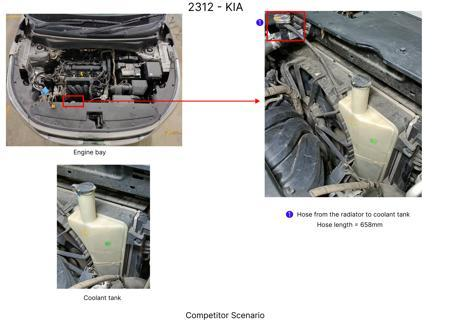 2312 - KIA
1
Engine bay
1 Hose from the radiator to coolant tank
Hose length = 658mm
Coolant tank
Competitor Scenario